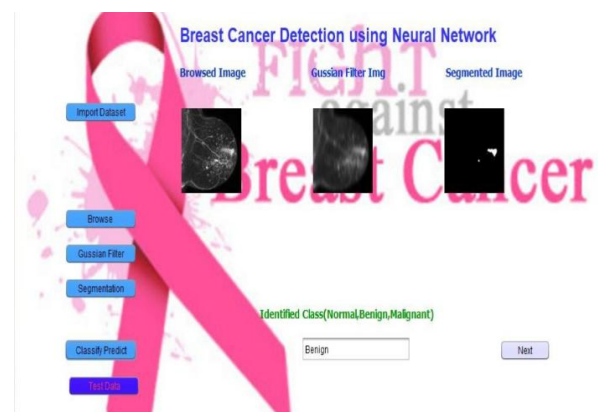 Breast Cancer Detection using Neural Network
FIGHT
against
Breast Cancer
Browsed Image
Gussian Filter Img
Segmented Image
Import Dataset
Browse
Gussian Filter
Segmentation
Identified Class(Normal,Benign,Malignant)
Classify Predict
Benign
Next
Test Data